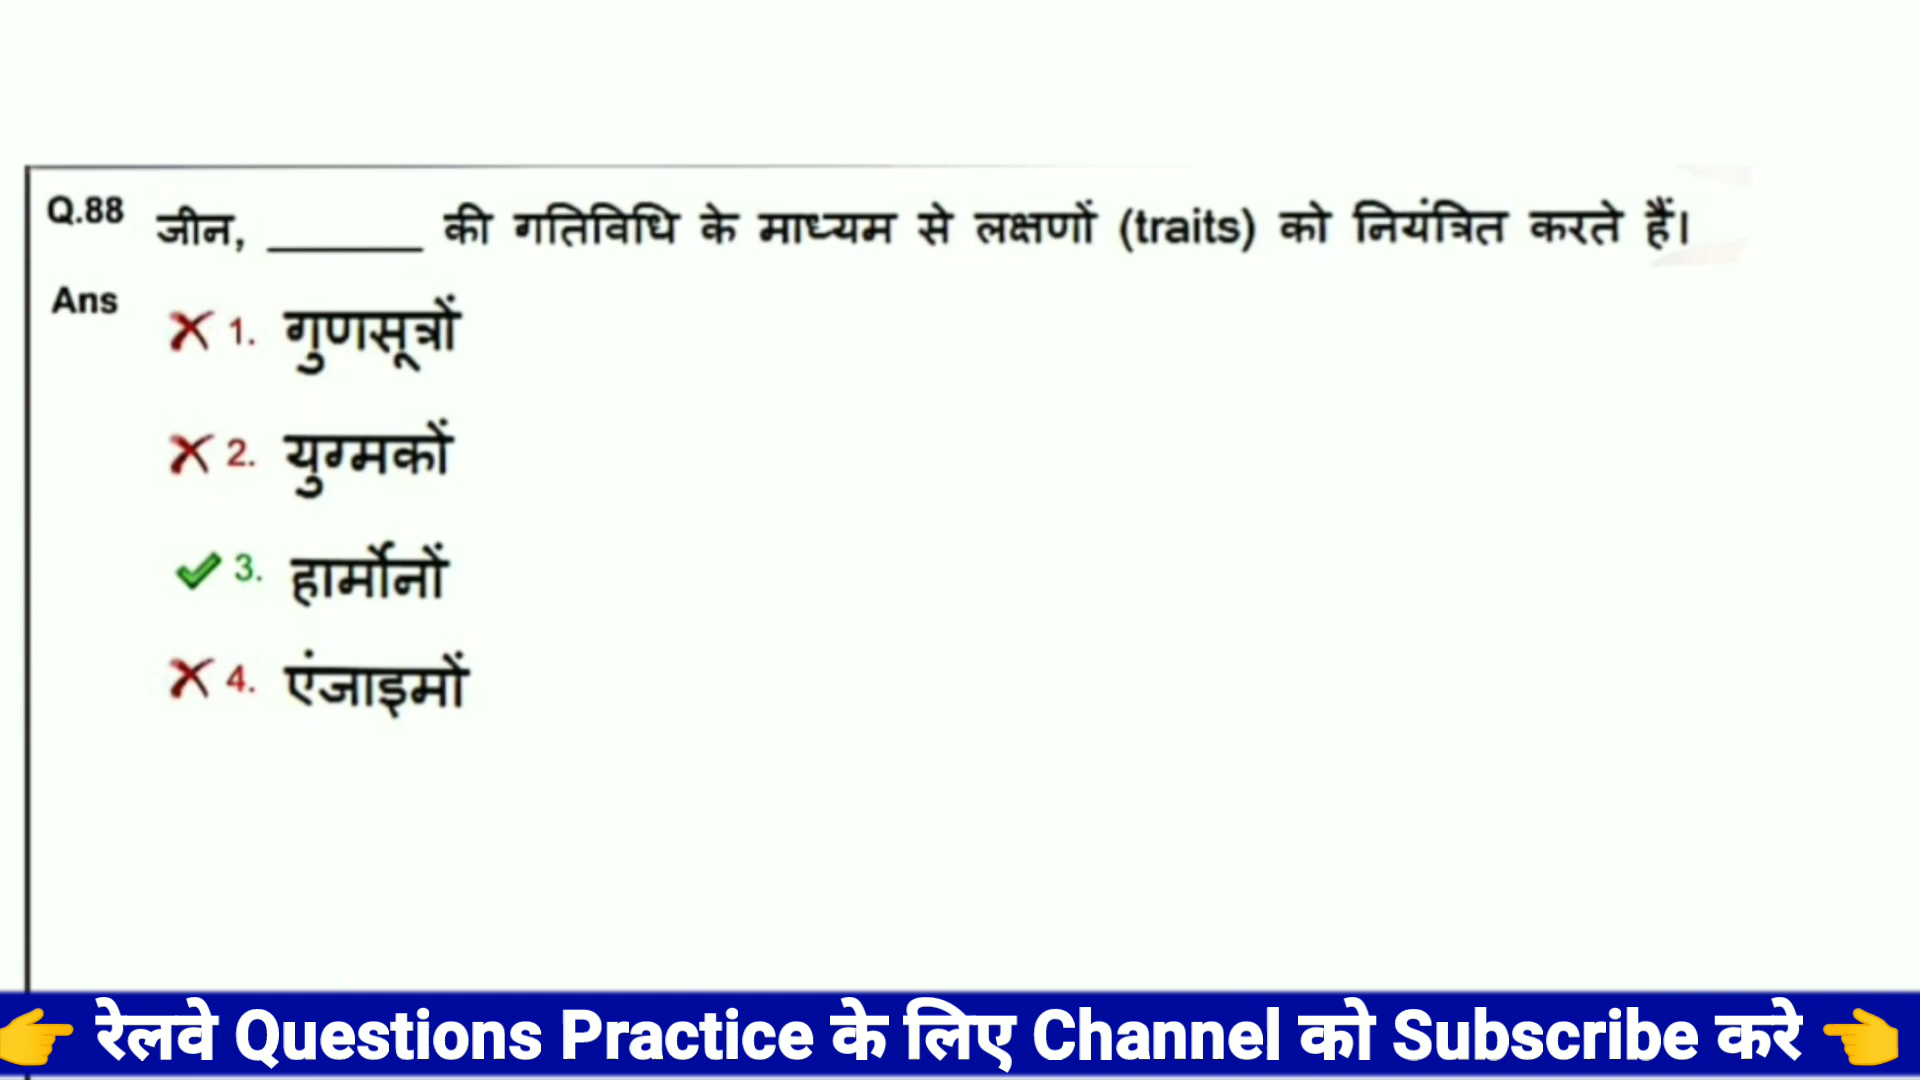 Q.88 जीन, ________ की गतिविधि के माध्यम से लक्षणों (traits) को नियंत्रित करते हैं।
Ans
1. गुणसूत्रों
2. युग्मकों
3. हार्मोनों
4. एंजाइमों
👉 रेलवे Questions Practice के लिए Channel को Subscribe करे 👈